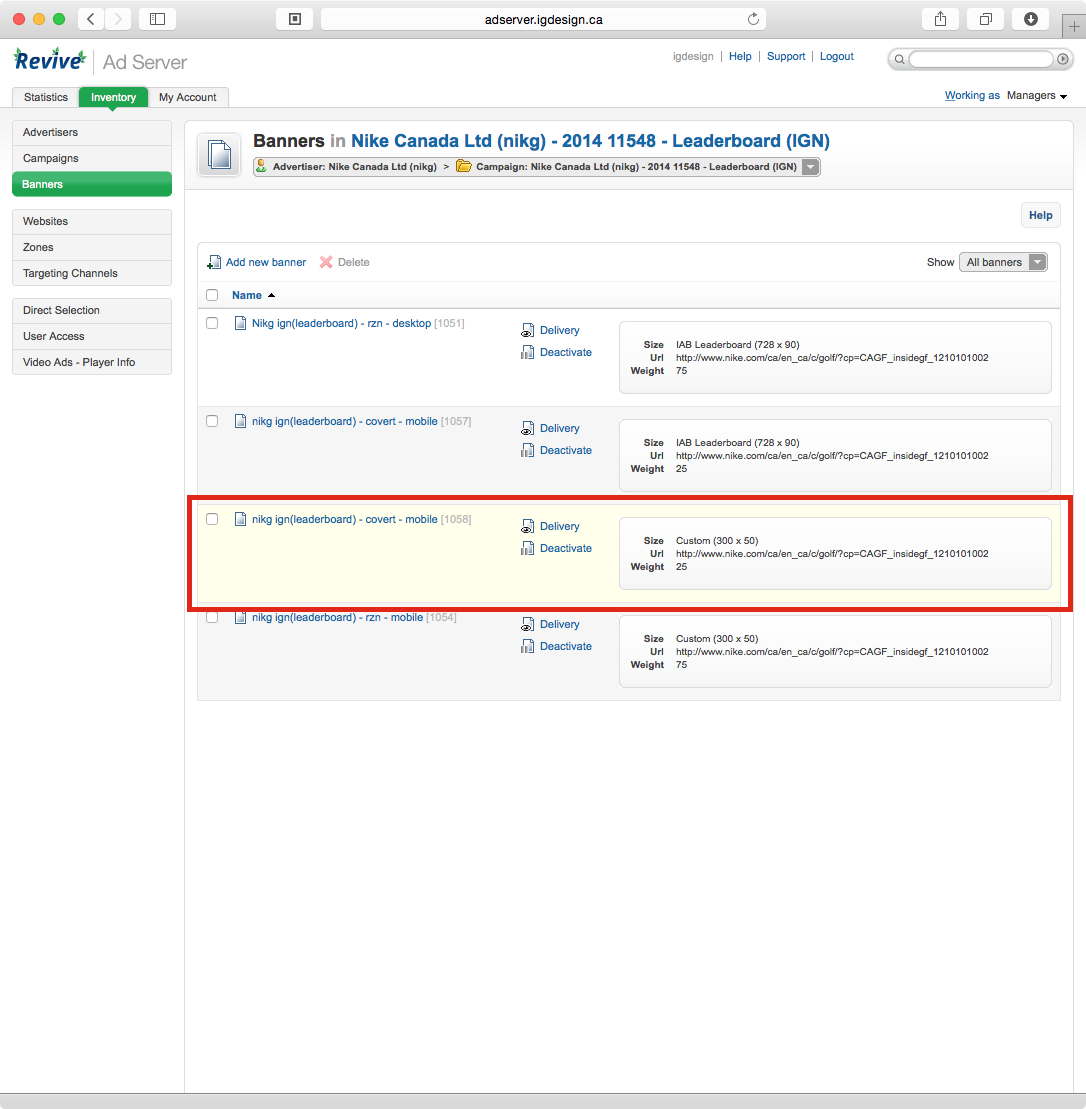 adserver.igdesign.ca
Revive Ad Server
igdesign | Help | Support | Logout
Statistics Inventory My Account
Working as Managers
Advertisers
Campaigns
Banners
Websites
Zones
Targeting Channels
Direct Selection
User Access
Video Ads - Player Info
Banners in Nike Canada Ltd (nikg) - 2014 11548 - Leaderboard (IGN)
Advertiser: Nike Canada Ltd (nikg) > Campaign: Nike Canada Ltd (nikg) - 2014 11548 - Leaderboard (IGN)
Help
Add new banner Delete
Show All banners
Name
Nikg ign(leaderboard) - rzn - desktop [1051]
Delivery
Deactivate
Size IAB Leaderboard (728 x 90)
Url http://www.nike.com/ca/en_ca/c/golf/?cp=CAGF_insidegf_1210101002
Weight 75
nikg ign(leaderboard) - covert - mobile [1057]
Delivery
Deactivate
Size IAB Leaderboard (728 x 90)
Url http://www.nike.com/ca/en_ca/c/golf/?cp=CAGF_insidegf_1210101002
Weight 25
nikg ign(leaderboard) - covert - mobile [1058]
Delivery
Deactivate
Size Custom (300 x 50)
Url http://www.nike.com/ca/en_ca/c/golf/?cp=CAGF_insidegf_1210101002
Weight 25
nikg ign(leaderboard) - rzn - mobile [1054]
Delivery
Deactivate
Size Custom (300 x 50)
Url http://www.nike.com/ca/en_ca/c/golf/?cp=CAGF_insidegf_1210101002
Weight 75